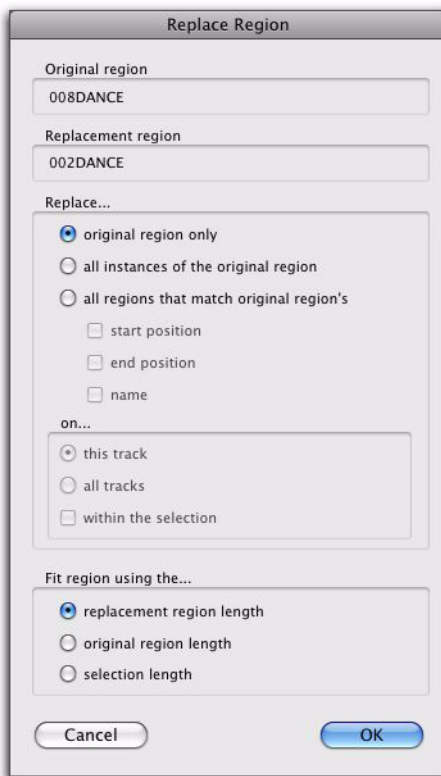 Replace Region
Original region
008DANCE
Replacement region
002DANCE
Replace...
original region only
all instances of the original region
all regions that match original region's
start position
end position
name
on...
this track
all tracks
within the selection
Fit region using the...
replacement region length
original region length
selection length
Cancel
OK